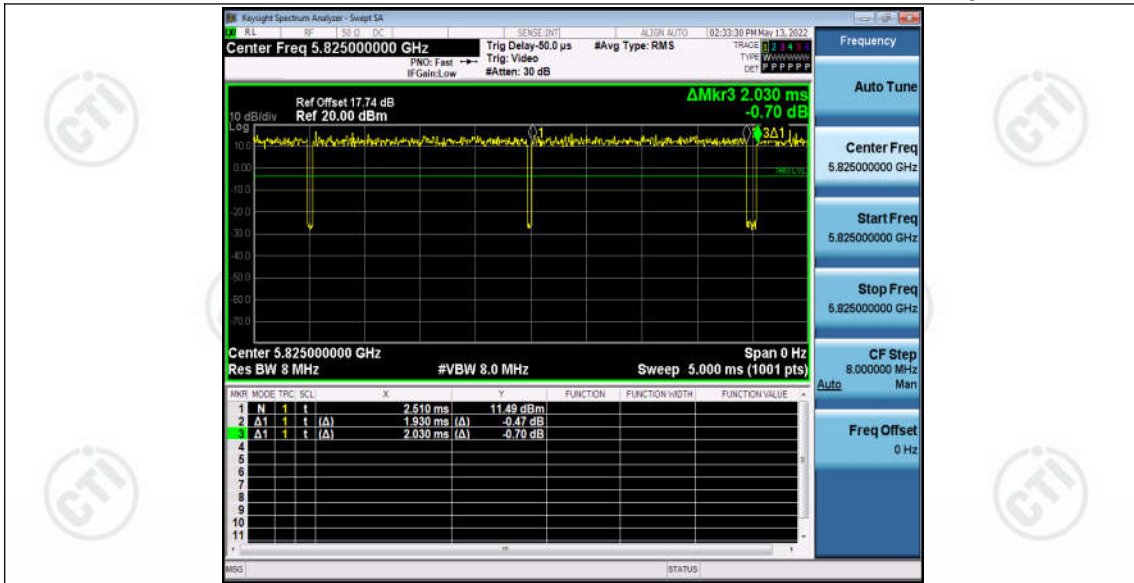 Keysight Spectrum Analyzer - Swept SA
RL RF 50 Ω DC SENSE:INT ALIGN AUTO 02:33:30 PM May 13, 2022
Center Freq 5.825000000 GHz Trig Delay-50.0 µs #Avg Type: RMS TRACE 1 2 3 4 5 6
PNO: Fast Trig: Video TYPE WWWWWW
IFGain:Low #Atten: 30 dB DET P P P P P P
ΔMkr3 2.030 ms
-0.70 dB
Ref Offset 17.74 dB
10 dB/div Ref 20.00 dBm
Log
1 3Δ1
10.0
0.00
TRIG LVL
-10.0
-20.0
-30.0
-40.0
-50.0
-60.0
-70.0
Center 5.825000000 GHz Span 0 Hz
Res BW 8 MHz #VBW 8.0 MHz Sweep 5.000 ms (1001 pts)
MKR MODE TRC SCL X Y FUNCTION FUNCTION WIDTH FUNCTION VALUE
1 N 1 t 2.510 ms 11.49 dBm
2 Δ1 1 t (Δ) 1.930 ms (Δ) -0.47 dB
3 Δ1 1 t (Δ) 2.030 ms (Δ) -0.70 dB
4
5
6
7
8
9
10
11
MSG STATUS
Frequency
Auto Tune
Center Freq
5.825000000 GHz
Start Freq
5.825000000 GHz
Stop Freq
5.825000000 GHz
CF Step
8.000000 MHz
Auto Man
Freq Offset
0 Hz
CTI
CTI
CTI
CTI